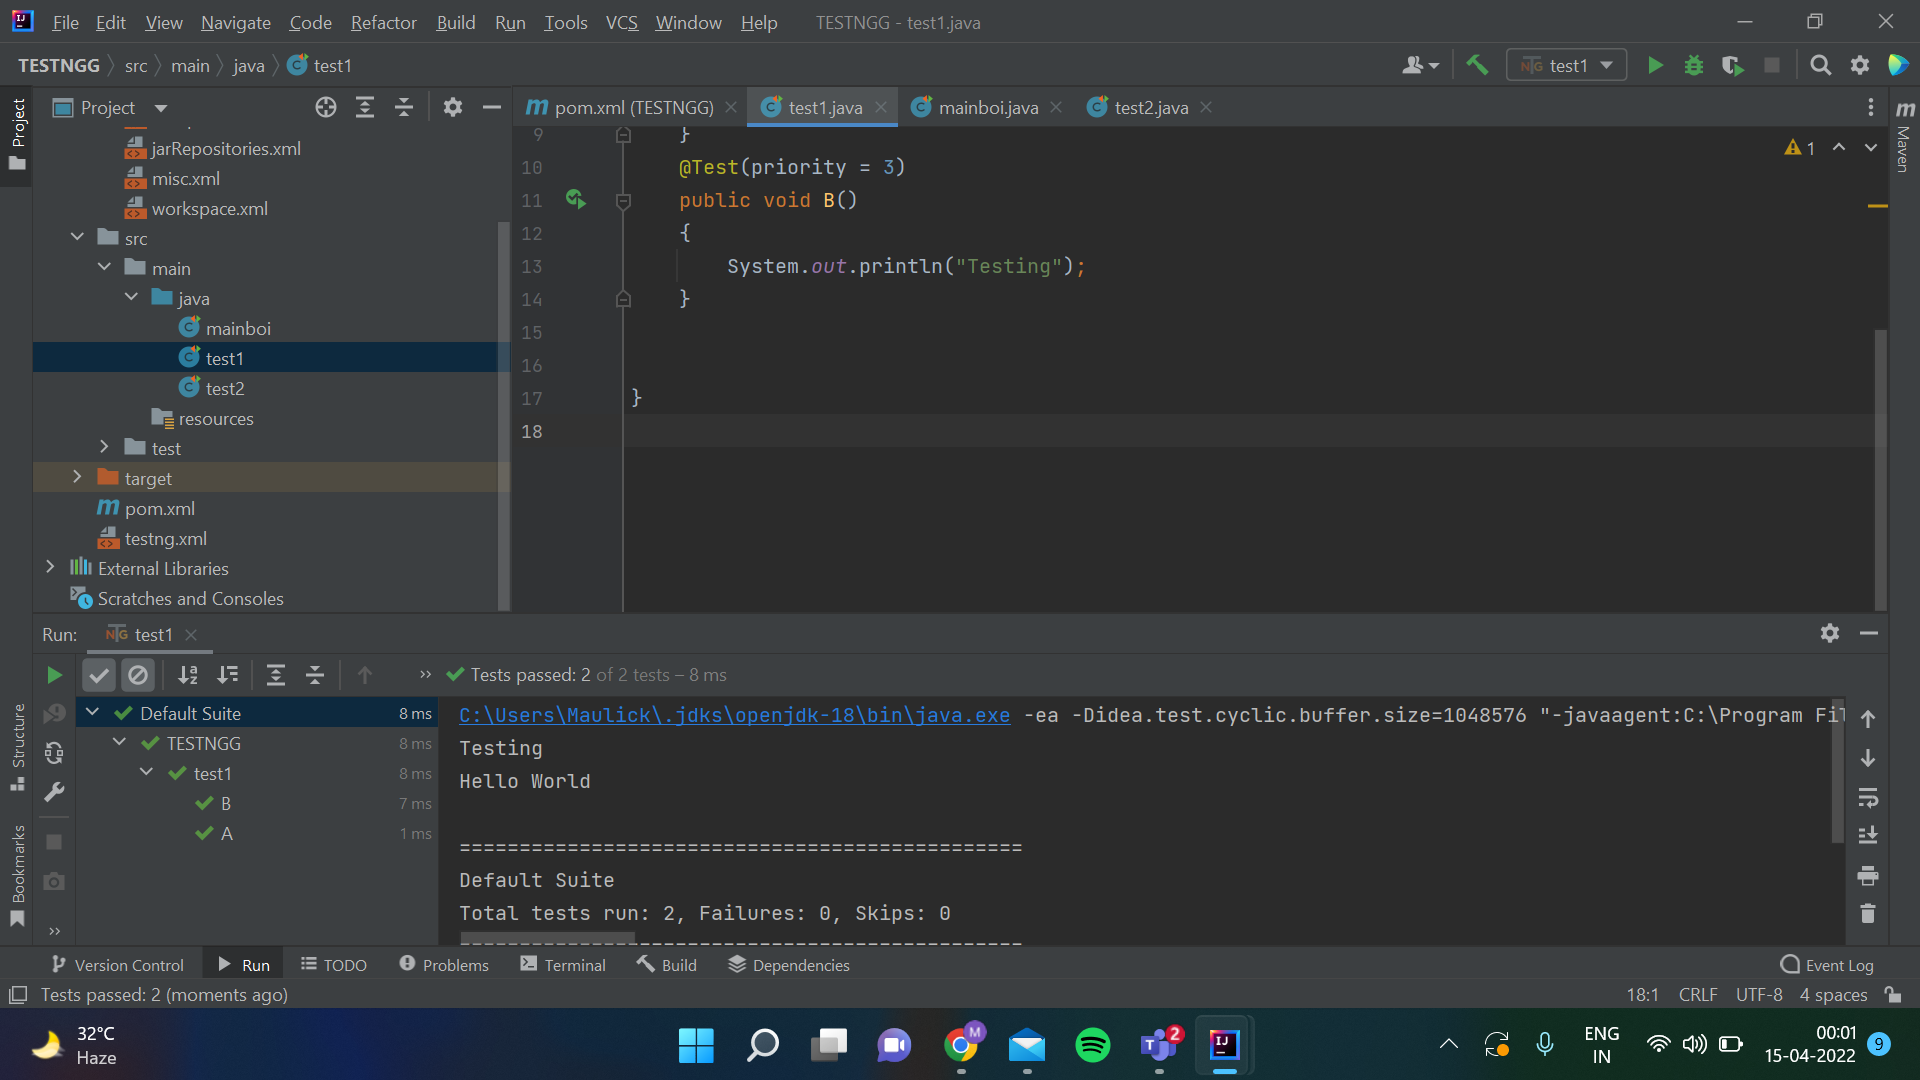 File Edit View Navigate Code Refactor Build Run Tools VCS Window Help TESTNGG - test1.java
TESTNGG src main java test1
NG test1
Project
pom.xml (TESTNGG) test1.java mainboi.java test2.java
Project
Maven
jarRepositories.xml
misc.xml
workspace.xml
src
main
java
mainboi
test1
test2
resources
test
target
pom.xml
testng.xml
External Libraries
Scratches and Consoles
9 }
10 @Test(priority = 3)
11 public void B()
12 {
13 System.out.println("Testing");
14 }
15
16
17 }
18
1
Run: NG test1
Tests passed: 2 of 2 tests – 8 ms
Default Suite 8 ms
TESTNGG 8 ms
test1 8 ms
B 7 ms
A 1 ms
C:\Users\Maulick\.jdks\openjdk-18\bin\java.exe -ea -Didea.test.cyclic.buffer.size=1048576 "-javaagent:C:\Program Fil
Testing
Hello World
===============================================
Default Suite
Total tests run: 2, Failures: 0, Skips: 0
===============================================
Structure
Bookmarks
Version Control Run TODO Problems Terminal Build Dependencies Event Log
Tests passed: 2 (moments ago) 18:1 CRLF UTF-8 4 spaces
32°C
Haze
M
2
IJ
ENG
IN
00:01
15-04-2022
9